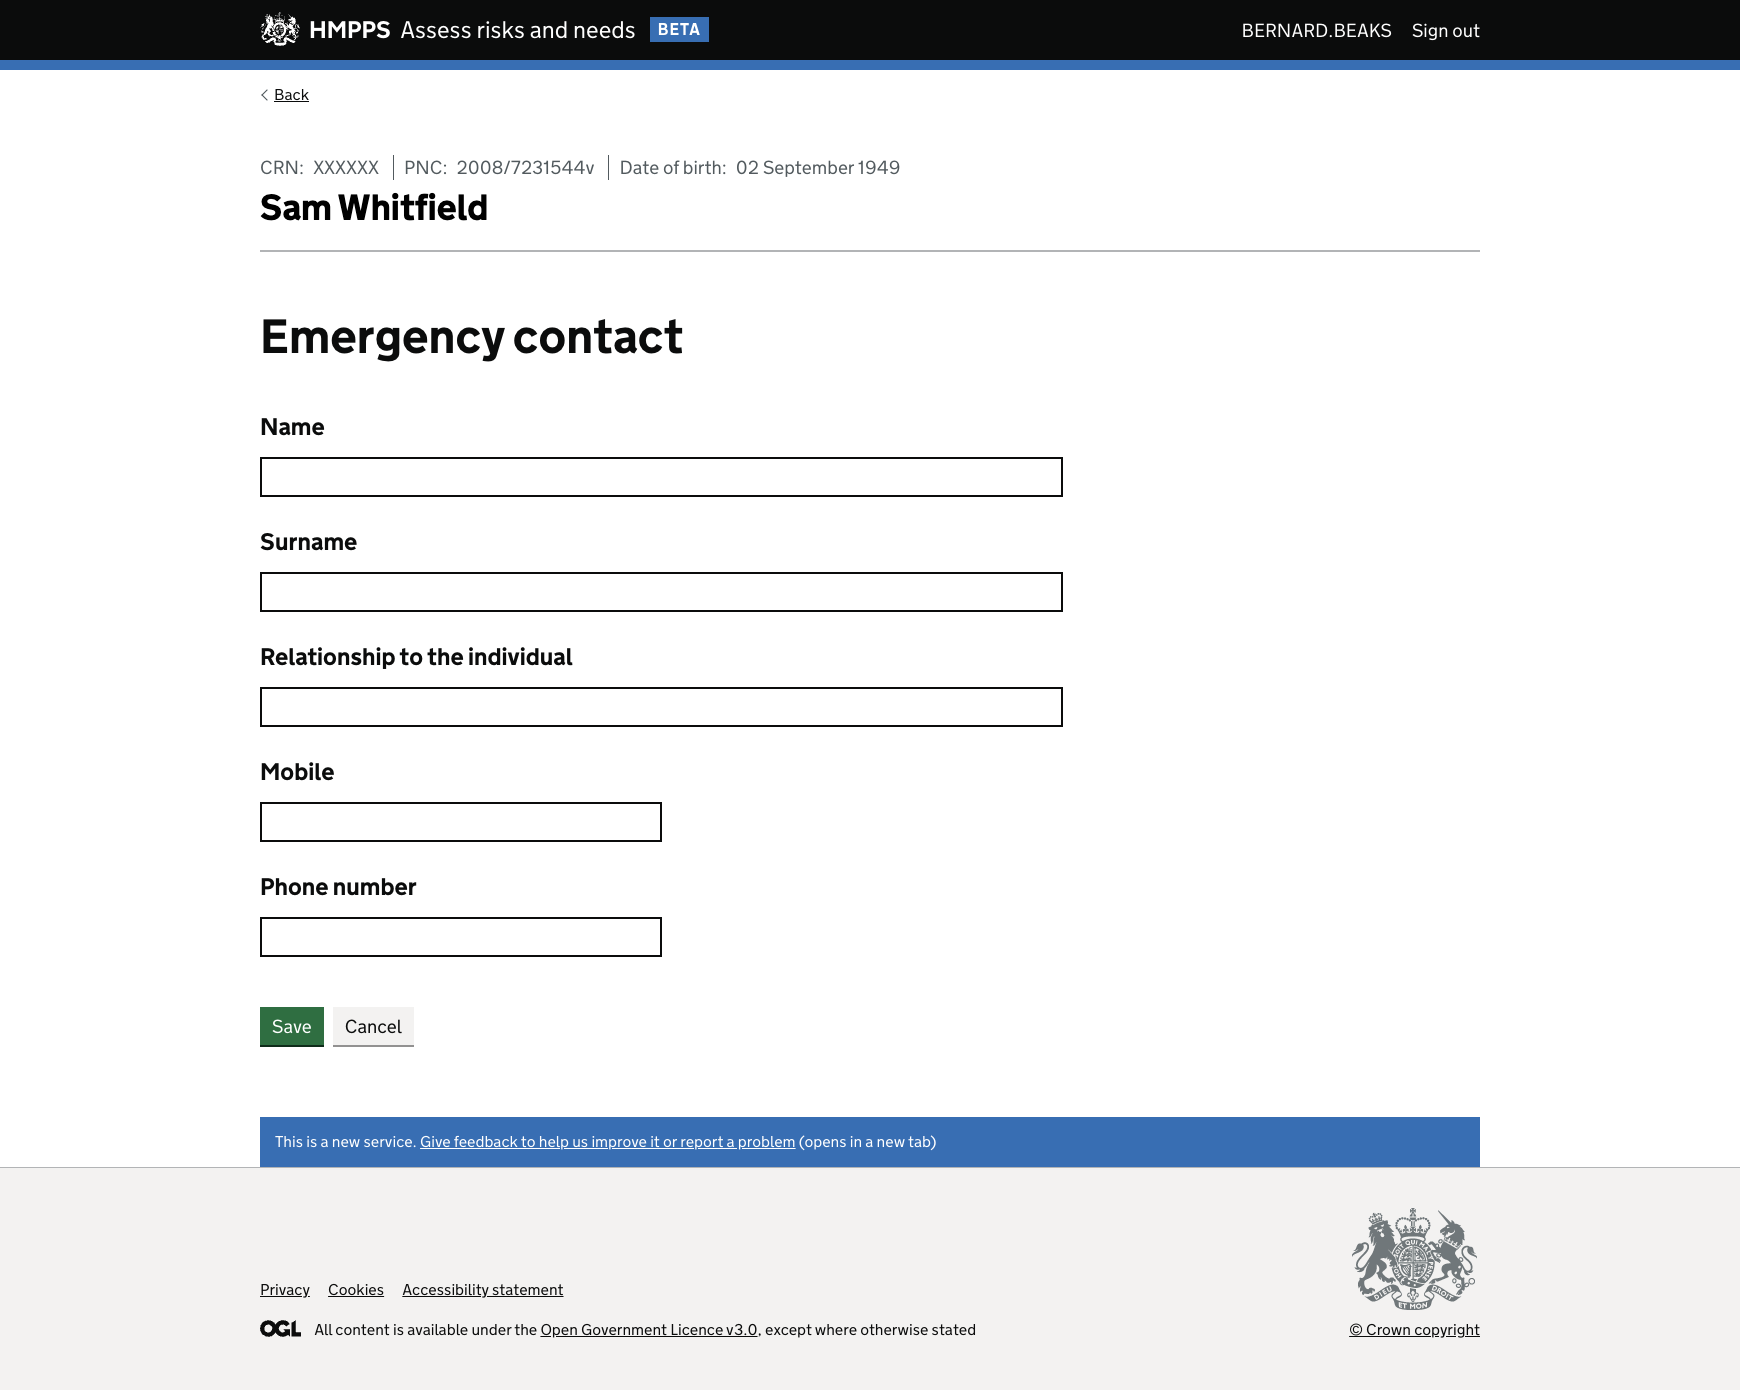 HMPPS Assess risks and needs BETA BERNARD.BEAKS Sign out
Back
CRN: XXXXXX PNC: 2008/7231544v Date of birth: 02 September 1949
Sam Whitfield
Emergency contact
Name
Surname
Relationship to the individual
Mobile
Phone number
Save Cancel
This is a new service. Give feedback to help us improve it or report a problem (opens in a new tab)
Privacy Cookies Accessibility statement
OGL All content is available under the Open Government Licence v3.0, except where otherwise stated
DIEU ET MON DROIT
© Crown copyright